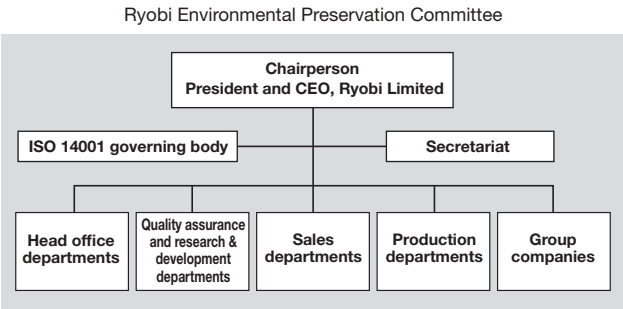 Ryobi Environmental Preservation Committee
Chairperson
President and CEO, Ryobi Limited
ISO 14001 governing body
Secretariat
Head office
departments
Quality assurance
and research &
development
departments
Sales
departments
Production
departments
Group
companies